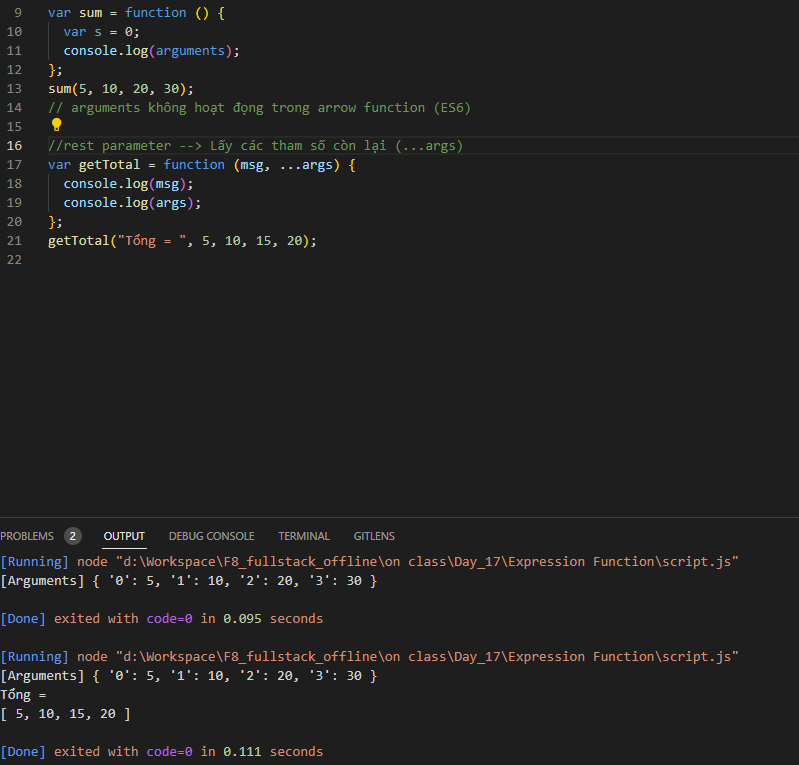 9 var sum = function () {
10 var s = 0;
11 console.log(arguments);
12 };
13 sum(5, 10, 20, 30);
14 // arguments không hoạt đọng trong arrow function (ES6)
15
16 //rest parameter --> Lấy các tham số còn lại (...args)
17 var getTotal = function (msg, ...args) {
18 console.log(msg);
19 console.log(args);
20 };
21 getTotal("Tổng = ", 5, 10, 15, 20);
22
PROBLEMS 2 OUTPUT DEBUG CONSOLE TERMINAL GITLENS
[Running] node "d:\Workspace\F8_fullstack_offline\on class\Day_17\Expression Function\script.js"
[Arguments] { '0': 5, '1': 10, '2': 20, '3': 30 }
[Done] exited with code=0 in 0.095 seconds
[Running] node "d:\Workspace\F8_fullstack_offline\on class\Day_17\Expression Function\script.js"
[Arguments] { '0': 5, '1': 10, '2': 20, '3': 30 }
Tổng =
[ 5, 10, 15, 20 ]
[Done] exited with code=0 in 0.111 seconds